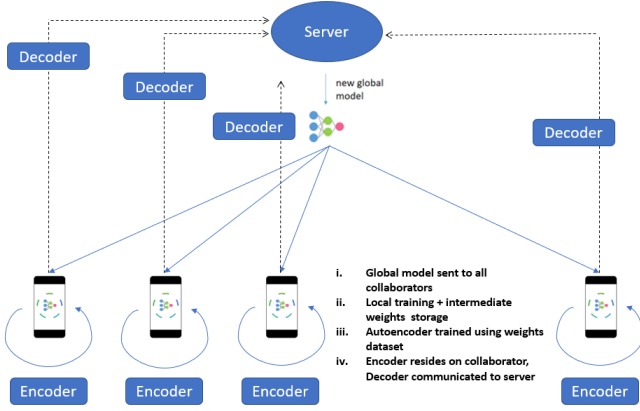 Server
Decoder
Decoder
new global
model
Decoder
Decoder
i. Global model sent to all
collaborators
ii. Local training + intermediate
weights storage
iii. Autoencoder trained using weights
dataset
iv. Encoder resides on collaborator,
Decoder communicated to server
Encoder
Encoder
Encoder
Encoder